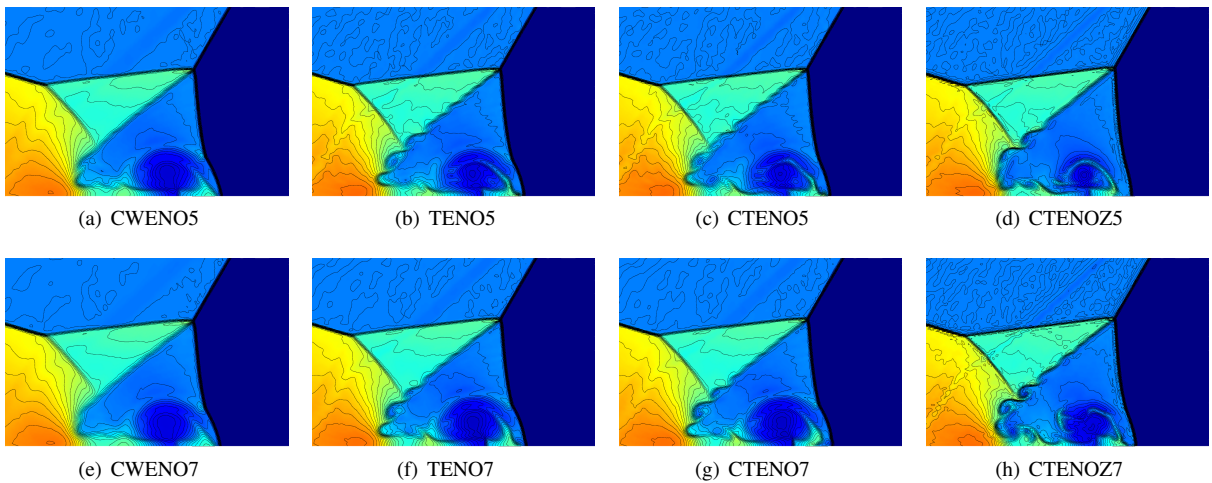 (a) CWENO5
(b) TENO5
(c) CTENO5
(d) CTENOZ5
(e) CWENO7
(f) TENO7
(g) CTENO7
(h) CTENOZ7